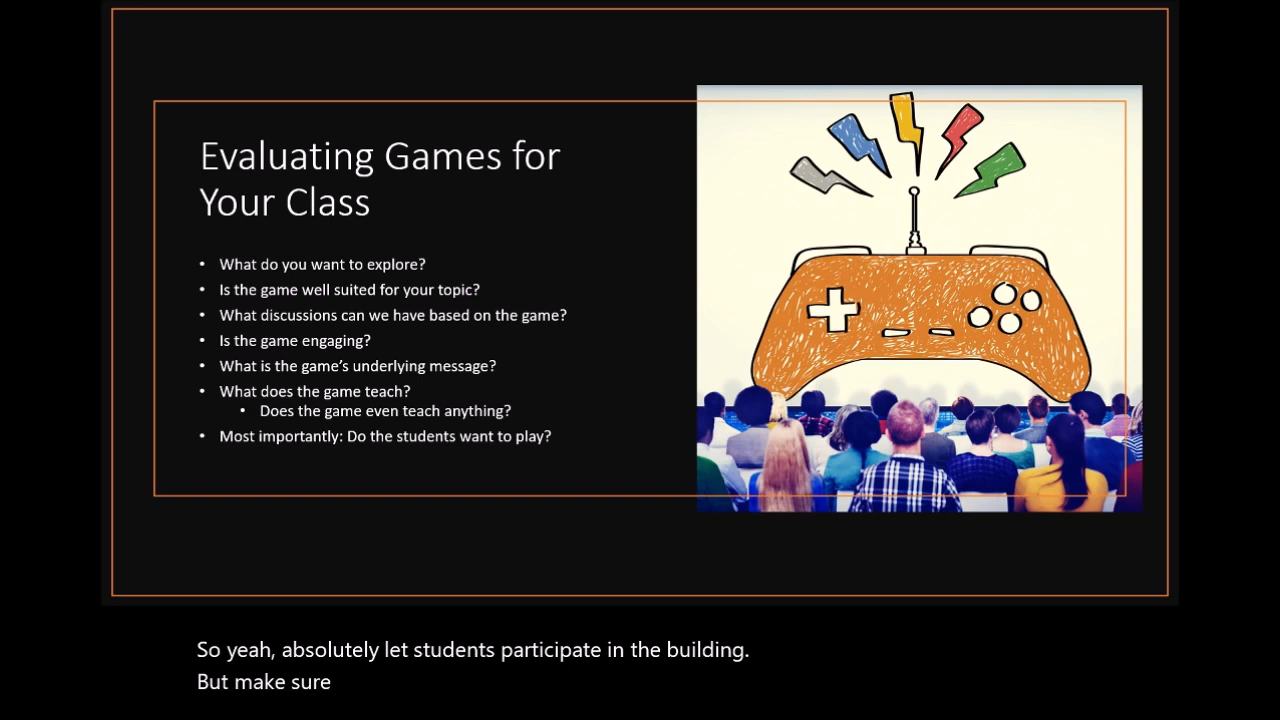 Evaluating Games for
Your Class
• What do you want to explore?
• Is the game well suited for your topic?
• What discussions can we have based on the game?
• Is the game engaging?
• What is the game's underlying message?
• What does the game teach?
• Does the game even teach anything?
• Most importantly: Do the students want to play?
So yeah, absolutely let students participate in the building.
But make sure